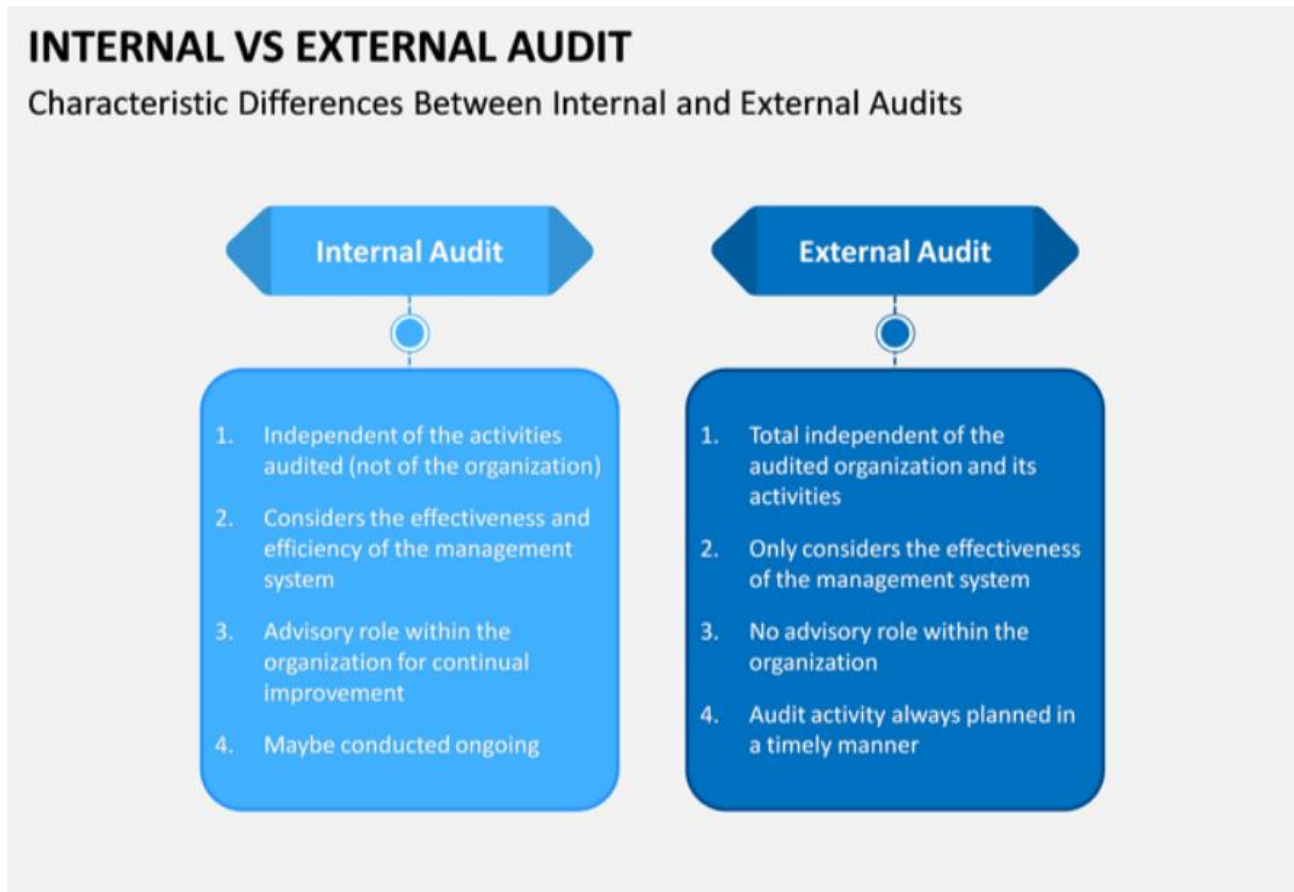 INTERNAL VS EXTERNAL AUDIT
Characteristic Differences Between Internal and External Audits
Internal Audit
1. Independent of the activities
audited (not of the organization)
2. Considers the effectiveness and
efficiency of the management
system
3. Advisory role within the
organization for continual
improvement
4. Maybe conducted ongoing
External Audit
1. Total independent of the
audited organization and its
activities
2. Only considers the effectiveness
of the management system
3. No advisory role within the
organization
4. Audit activity always planned in
a timely manner